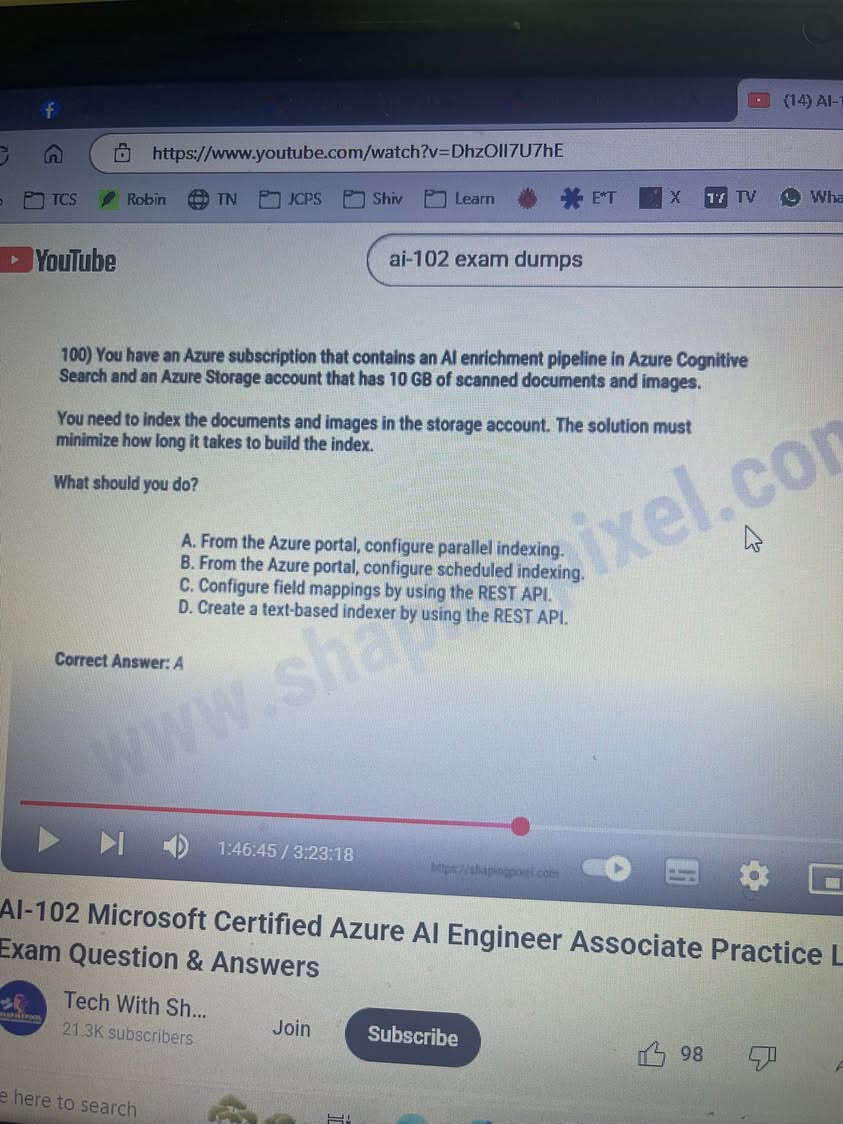 (14) AI-1
https://www.youtube.com/watch?v=DhzOIl7U7hE
TCS Robin TN JCPS Shiv Learn E*T X TV Wha
YouTube
ai-102 exam dumps
100) You have an Azure subscription that contains an AI enrichment pipeline in Azure Cognitive
Search and an Azure Storage account that has 10 GB of scanned documents and images.
You need to index the documents and images in the storage account. The solution must
minimize how long it takes to build the index.
What should you do?
A. From the Azure portal, configure parallel indexing.
B. From the Azure portal, configure scheduled indexing.
C. Configure field mappings by using the REST API.
D. Create a text-based indexer by using the REST API.
Correct Answer: A
www.shapingpixel.com
1:46:45 / 3:23:18
https://shapingpixel.com
AI-102 Microsoft Certified Azure AI Engineer Associate Practice L
Exam Question & Answers
Tech With Sh...
21.3K subscribers
Join
Subscribe
98
e here to search